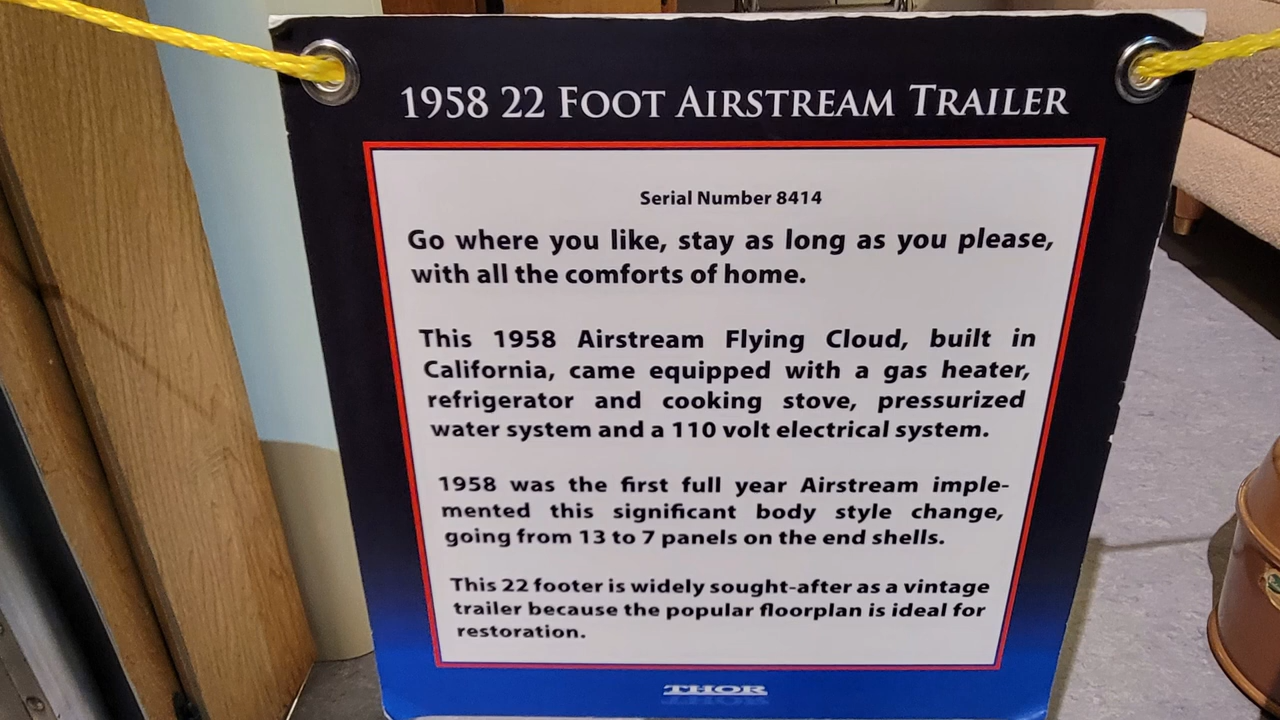 1958 22 Foot Airstream Trailer
Serial Number 8414
Go where you like, stay as long as you please,
with all the comforts of home.
This 1958 Airstream Flying Cloud, built in
California, came equipped with a gas heater,
refrigerator and cooking stove, pressurized
water system and a 110 volt electrical system.
1958 was the first full year Airstream imple-
mented this significant body style change,
going from 13 to 7 panels on the end shells.
This 22 footer is widely sought-after as a vintage
trailer because the popular floorplan is ideal for
restoration.
THOR